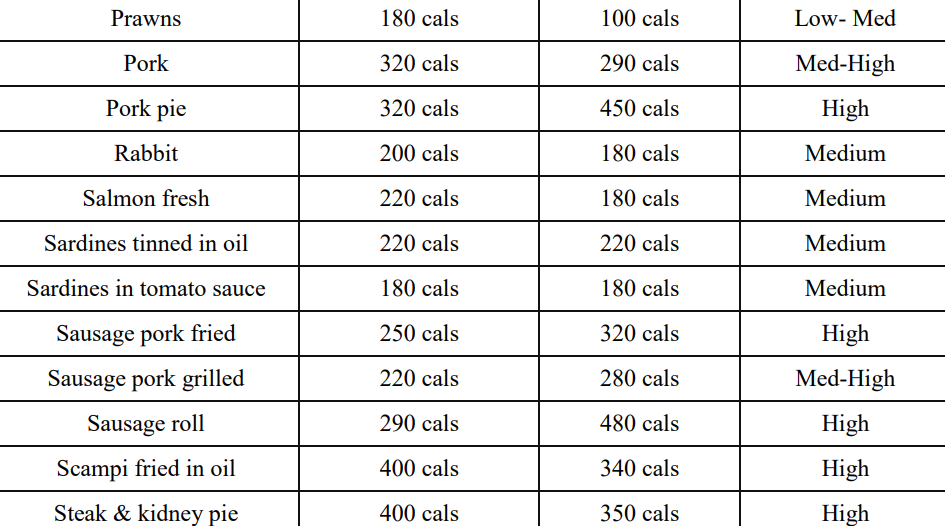 Prawns 180 cals 100 cals Low- Med
Pork 320 cals 290 cals Med-High
Pork pie 320 cals 450 cals High
Rabbit 200 cals 180 cals Medium
Salmon fresh 220 cals 180 cals Medium
Sardines tinned in oil 220 cals 220 cals Medium
Sardines in tomato sauce 180 cals 180 cals Medium
Sausage pork fried 250 cals 320 cals High
Sausage pork grilled 220 cals 280 cals Med-High
Sausage roll 290 cals 480 cals High
Scampi fried in oil 400 cals 340 cals High
Steak & kidney pie 400 cals 350 cals High